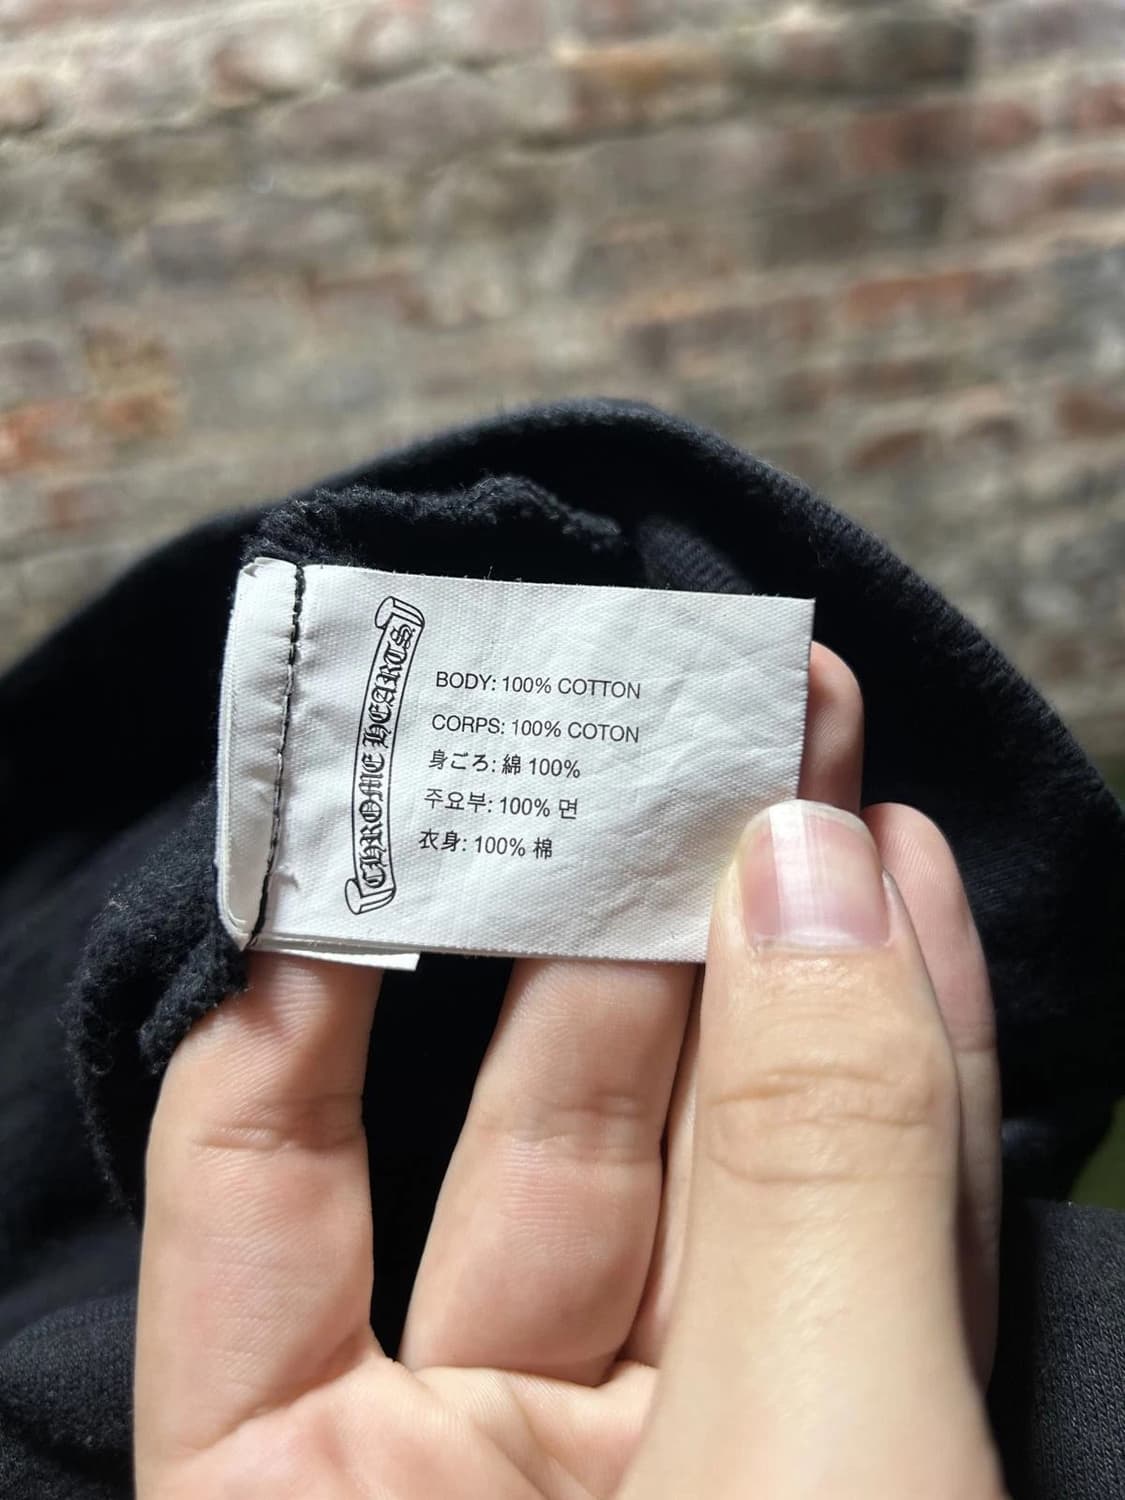 CHROME HEARTS
BODY: 100% COTTON
CORPS: 100% COTON
身ごろ: 綿 100%
주요부: 100% 면
衣身: 100% 棉